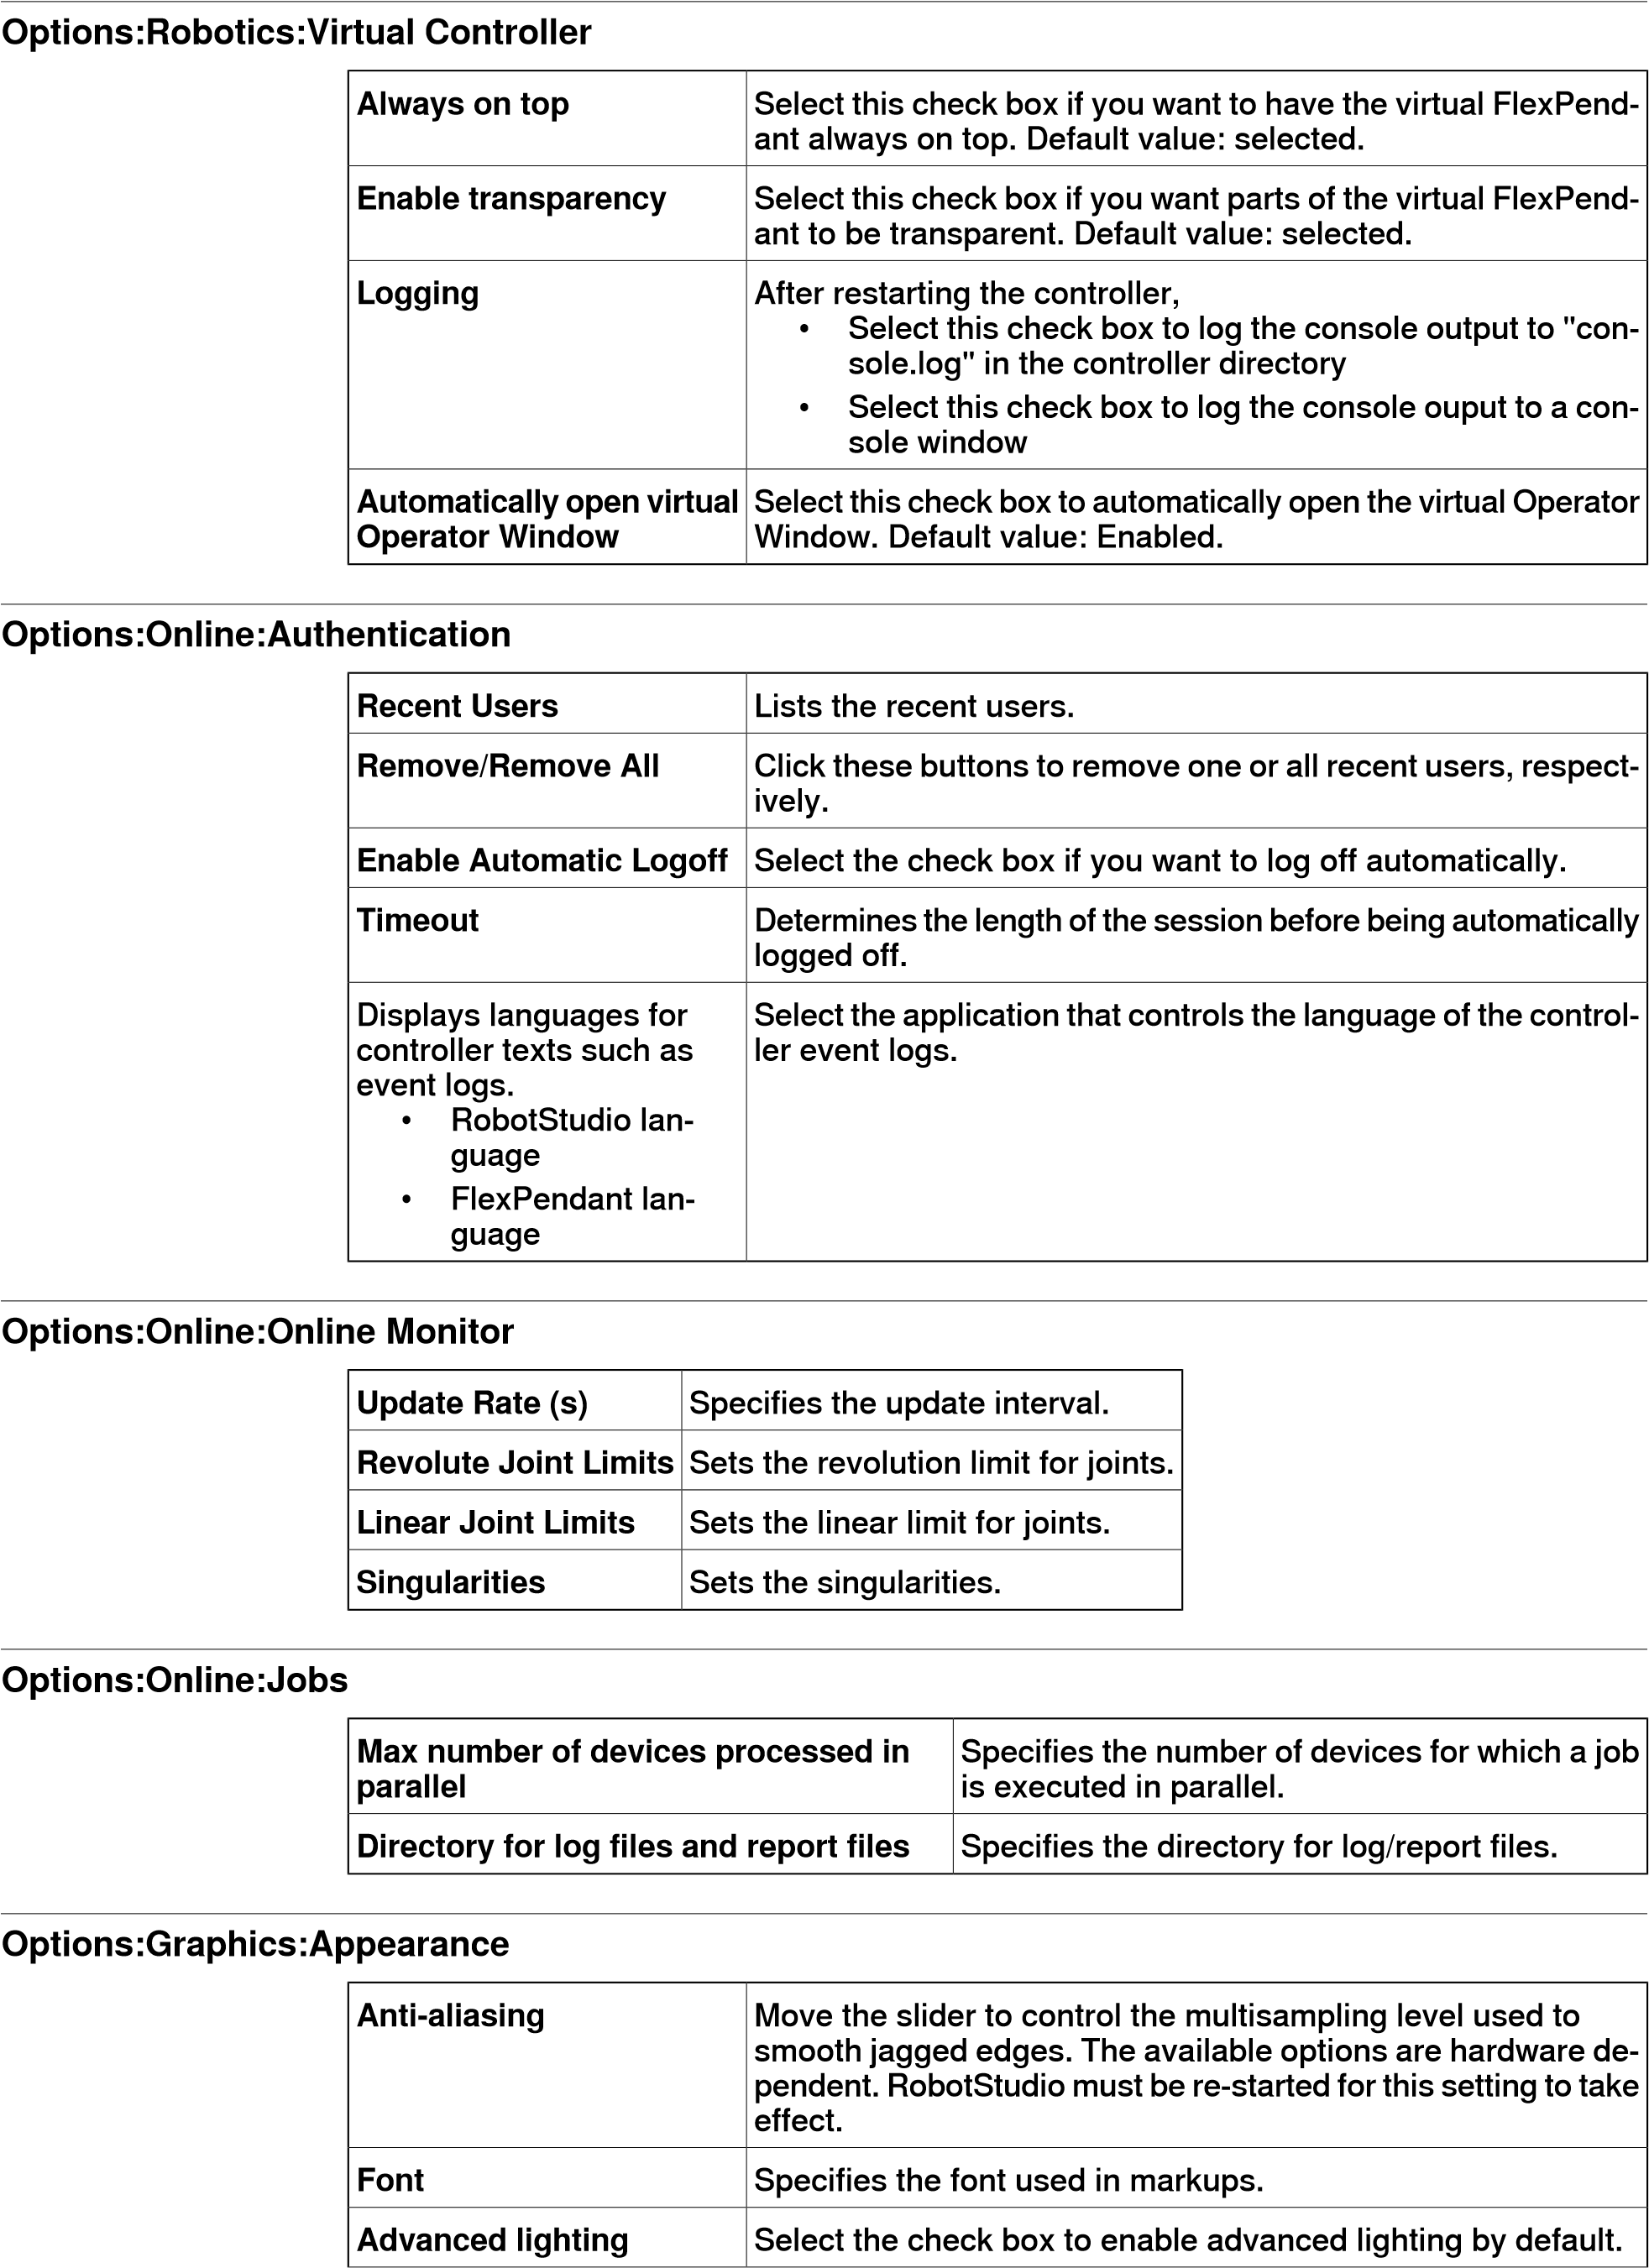 Options:Robotics:Virtual Controller
Always on top
Select this check box if you want to have the virtual FlexPend-
ant always on top. Default value: selected.
Enable transparency
Select this check box if you want parts of the virtual FlexPend-
ant to be transparent. Default value: selected.
Logging
After restarting the controller,
• Select this check box to log the console output to "con-
sole.log" in the controller directory
• Select this check box to log the console ouput to a con-
sole window
Automatically open virtual
Operator Window
Select this check box to automatically open the virtual Operator
Window. Default value: Enabled.
Options:Online:Authentication
Recent Users
Lists the recent users.
Remove/Remove All
Click these buttons to remove one or all recent users, respect-
ively.
Enable Automatic Logoff
Select the check box if you want to log off automatically.
Timeout
Determines the length of the session before being automatically
logged off.
Displays languages for
controller texts such as
event logs.
• RobotStudio lan-
guage
• FlexPendant lan-
guage
Select the application that controls the language of the control-
ler event logs.
Options:Online:Online Monitor
Update Rate (s)
Specifies the update interval.
Revolute Joint Limits
Sets the revolution limit for joints.
Linear Joint Limits
Sets the linear limit for joints.
Singularities
Sets the singularities.
Options:Online:Jobs
Max number of devices processed in
parallel
Specifies the number of devices for which a job
is executed in parallel.
Directory for log files and report files
Specifies the directory for log/report files.
Options:Graphics:Appearance
Anti-aliasing
Move the slider to control the multisampling level used to
smooth jagged edges. The available options are hardware de-
pendent. RobotStudio must be re-started for this setting to take
effect.
Font
Specifies the font used in markups.
Advanced lighting
Select the check box to enable advanced lighting by default.